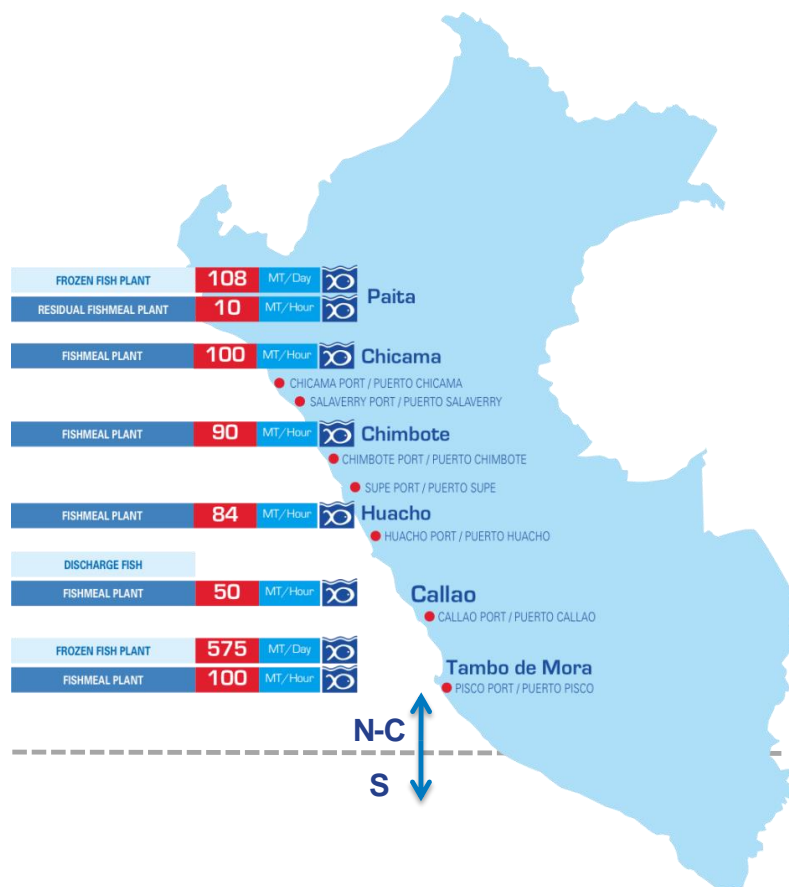 FROZEN FISH PLANT 108 MT/Day
Paita
RESIDUAL FISHMEAL PLANT 10 MT/Hour
FISHMEAL PLANT 100 MT/Hour Chicama
CHICAMA PORT / PUERTO CHICAMA
SALAVERRY PORT / PUERTO SALAVERRY
FISHMEAL PLANT 90 MT/Hour Chimbote
CHIMBOTE PORT / PUERTO CHIMBOTE
SUPE PORT / PUERTO SUPE
FISHMEAL PLANT 84 MT/Hour Huacho
HUACHO PORT / PUERTO HUACHO
DISCHARGE FISH
FISHMEAL PLANT 50 MT/Hour Callao
CALLAO PORT / PUERTO CALLAO
FROZEN FISH PLANT 575 MT/Day
Tambo de Mora
FISHMEAL PLANT 100 MT/Hour
PISCO PORT / PUERTO PISCO
N-C
S